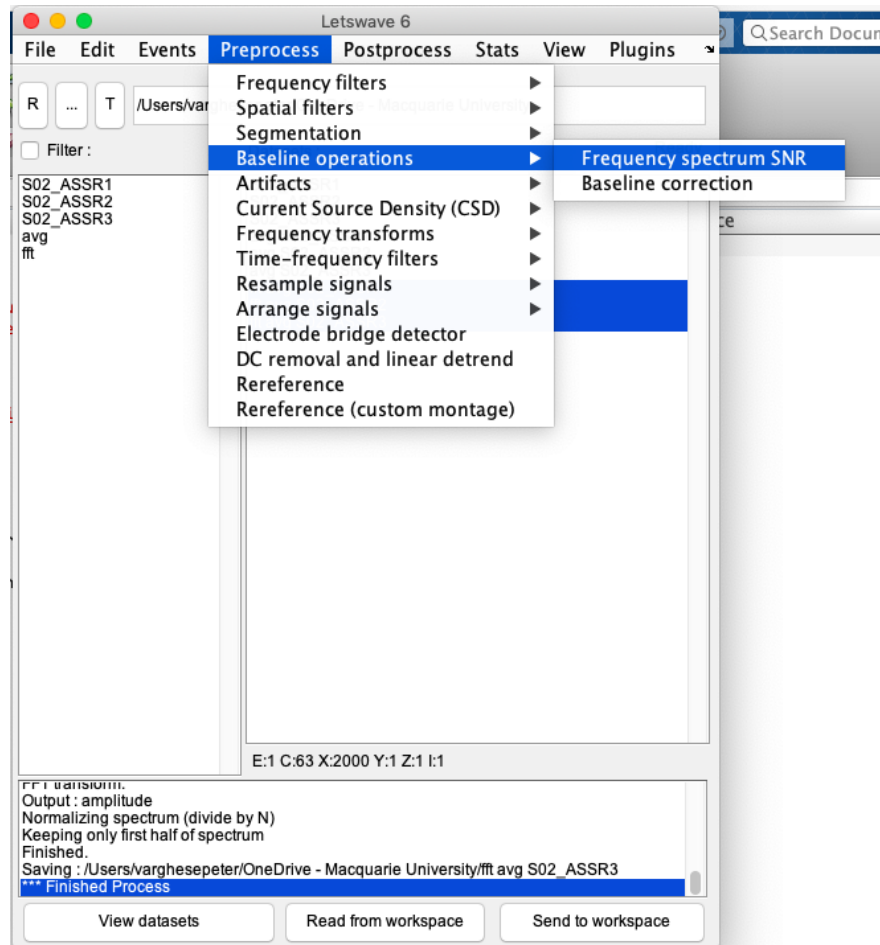 Letswave 6
File Edit Events Preprocess Postprocess Stats View Plugins
Search Docum
R ... T /Users/var
Frequency filters
Spatial filters
Segmentation
Baseline operations
Artifacts
Current Source Density (CSD)
Frequency transforms
Time-frequency filters
Resample signals
Arrange signals
Electrode bridge detector
DC removal and linear detrend
Rereference
Rereference (custom montage)
Frequency spectrum SNR
Baseline correction
ce
Filter :
S02_ASSR1
S02_ASSR2
S02_ASSR3
avg
fft
E:1 C:63 X:2000 Y:1 Z:1 I:1
FFT transform.
Output : amplitude
Normalizing spectrum (divide by N)
Keeping only first half of spectrum
Finished.
Saving : /Users/varghesepeter/OneDrive - Macquarie University/fft avg S02_ASSR3
*** Finished Process
View datasets Read from workspace Send to workspace